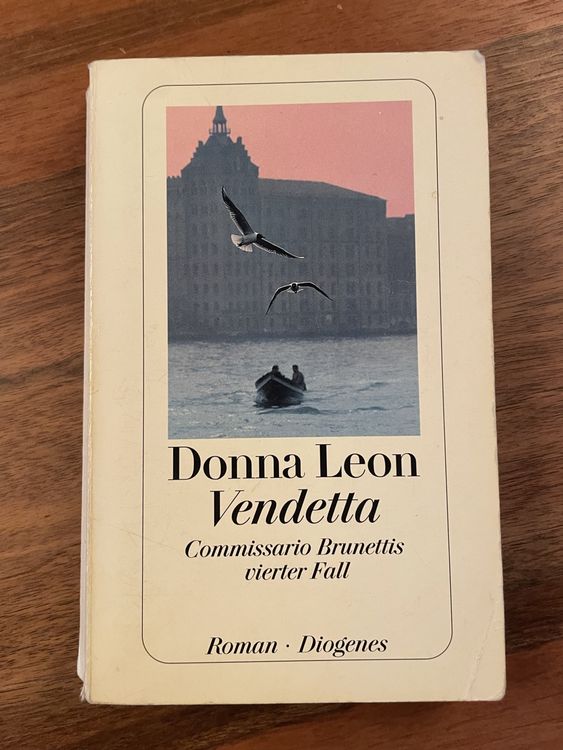 Donna Leon
Vendetta
Commissario Brunettis
vierter Fall
Roman · Diogenes